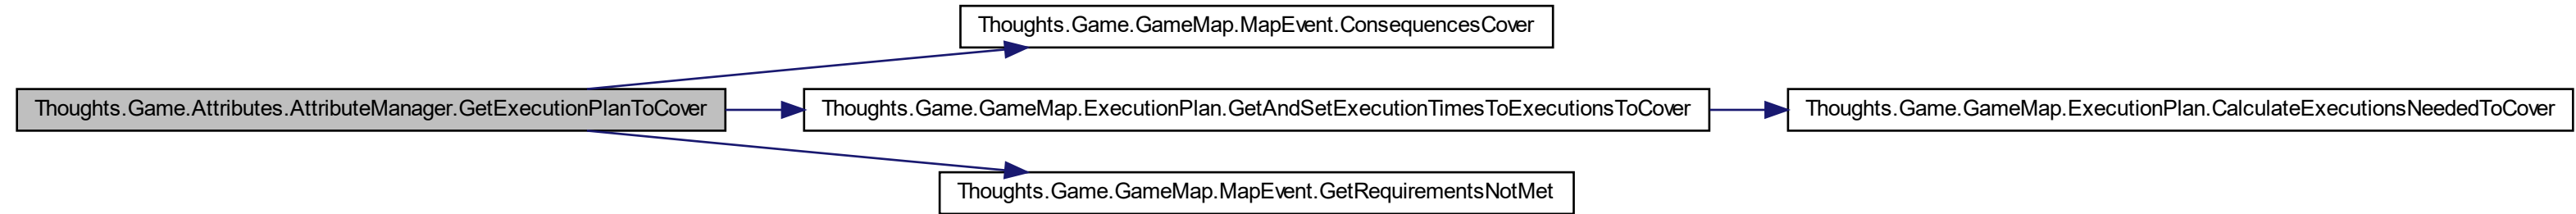 Thoughts.Game.GameMap.MapEvent.ConsequencesCover
Thoughts.Game.Attributes.AttributeManager.GetExecutionPlanToCover
Thoughts.Game.GameMap.ExecutionPlan.GetAndSetExecutionTimesToExecutionsToCover
Thoughts.Game.GameMap.ExecutionPlan.CalculateExecutionsNeededToCover
Thoughts.Game.GameMap.MapEvent.GetRequirementsNotMet